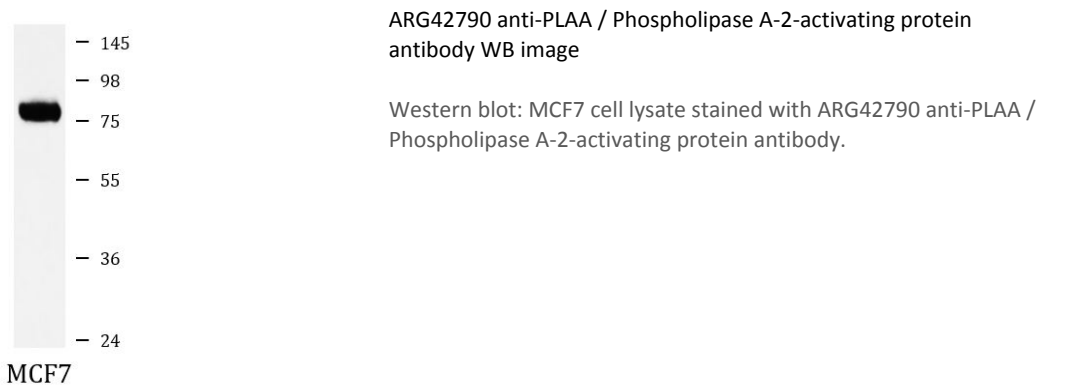 ARG42790 anti-PLAA / Phospholipase A-2-activating protein
antibody WB image
Western blot: MCF7 cell lysate stained with ARG42790 anti-PLAA /
Phospholipase A-2-activating protein antibody.
— 145
— 98
— 75
— 55
— 36
— 24
MCF7